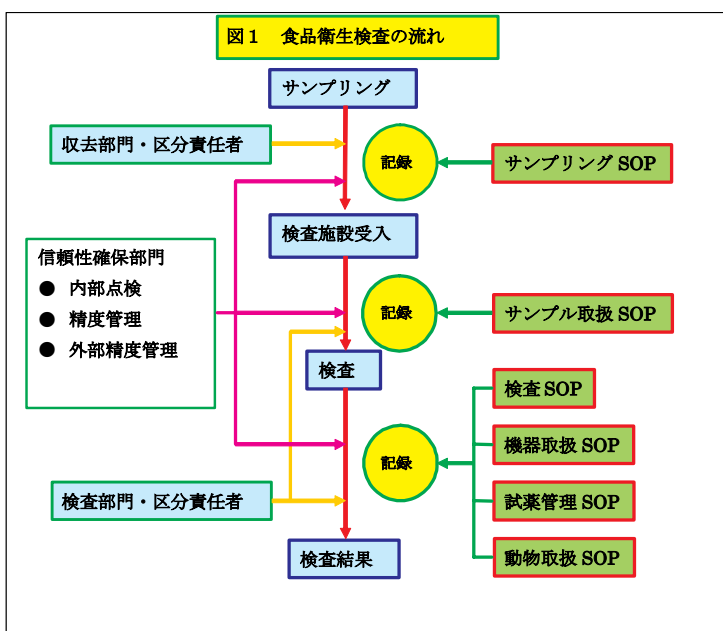 図1 食品衛生検査の流れ
サンプリング
収去部門・区分責任者
記録
サンプリング SOP
検査施設受入
信頼性確保部門
● 内部点検
● 精度管理
● 外部精度管理
記録
サンプル取扱 SOP
検査
検査 SOP
機器取扱 SOP
記録
試薬管理 SOP
検査部門・区分責任者
検査結果
動物取扱 SOP